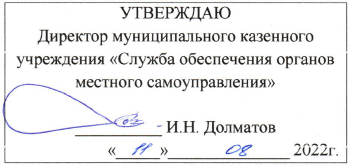 УТВЕРЖДАЮ
Директор муниципального казенного
учреждения «Служба обеспечения органов
местного самоуправления»
И.Н. Долматов
«11» 08 2022г.